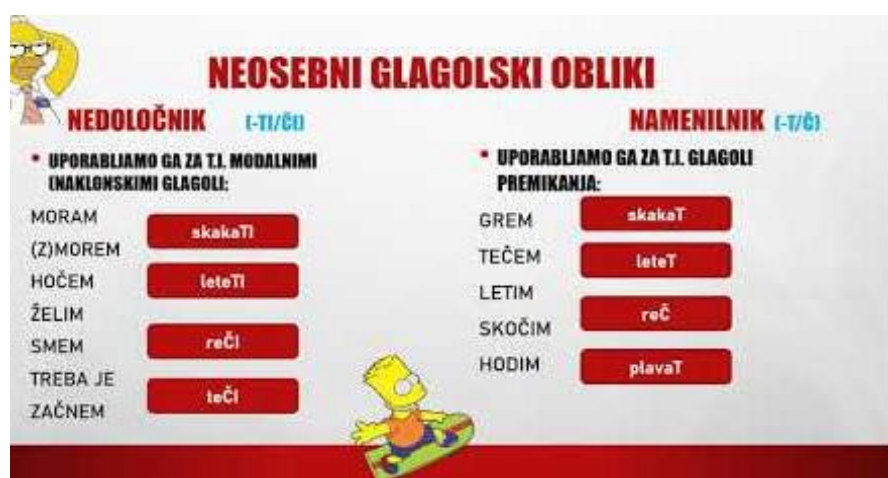 NEOSEBNI GLAGOLSKI OBLIKI
NEDOLOČNIK (-TI/ČI)
• UPORABLJAMO GA ZA T.I. MODALNIMI
(NAKLONSKIMI GLAGOLI:
MORAM
(Z)MOREM
HOČEM
ŽELIM
SMEM
TREBA JE
ZAČNEM
skakaTI
leteTI
reČI
teČI
NAMENILNIK (-T/Č)
• UPORABLJAMO GA ZA T.I. GLAGOLI
PREMIKANJA:
GREM
TEČEM
LETIM
SKOČIM
HODIM
skakaT
leteT
reČ
plavaT